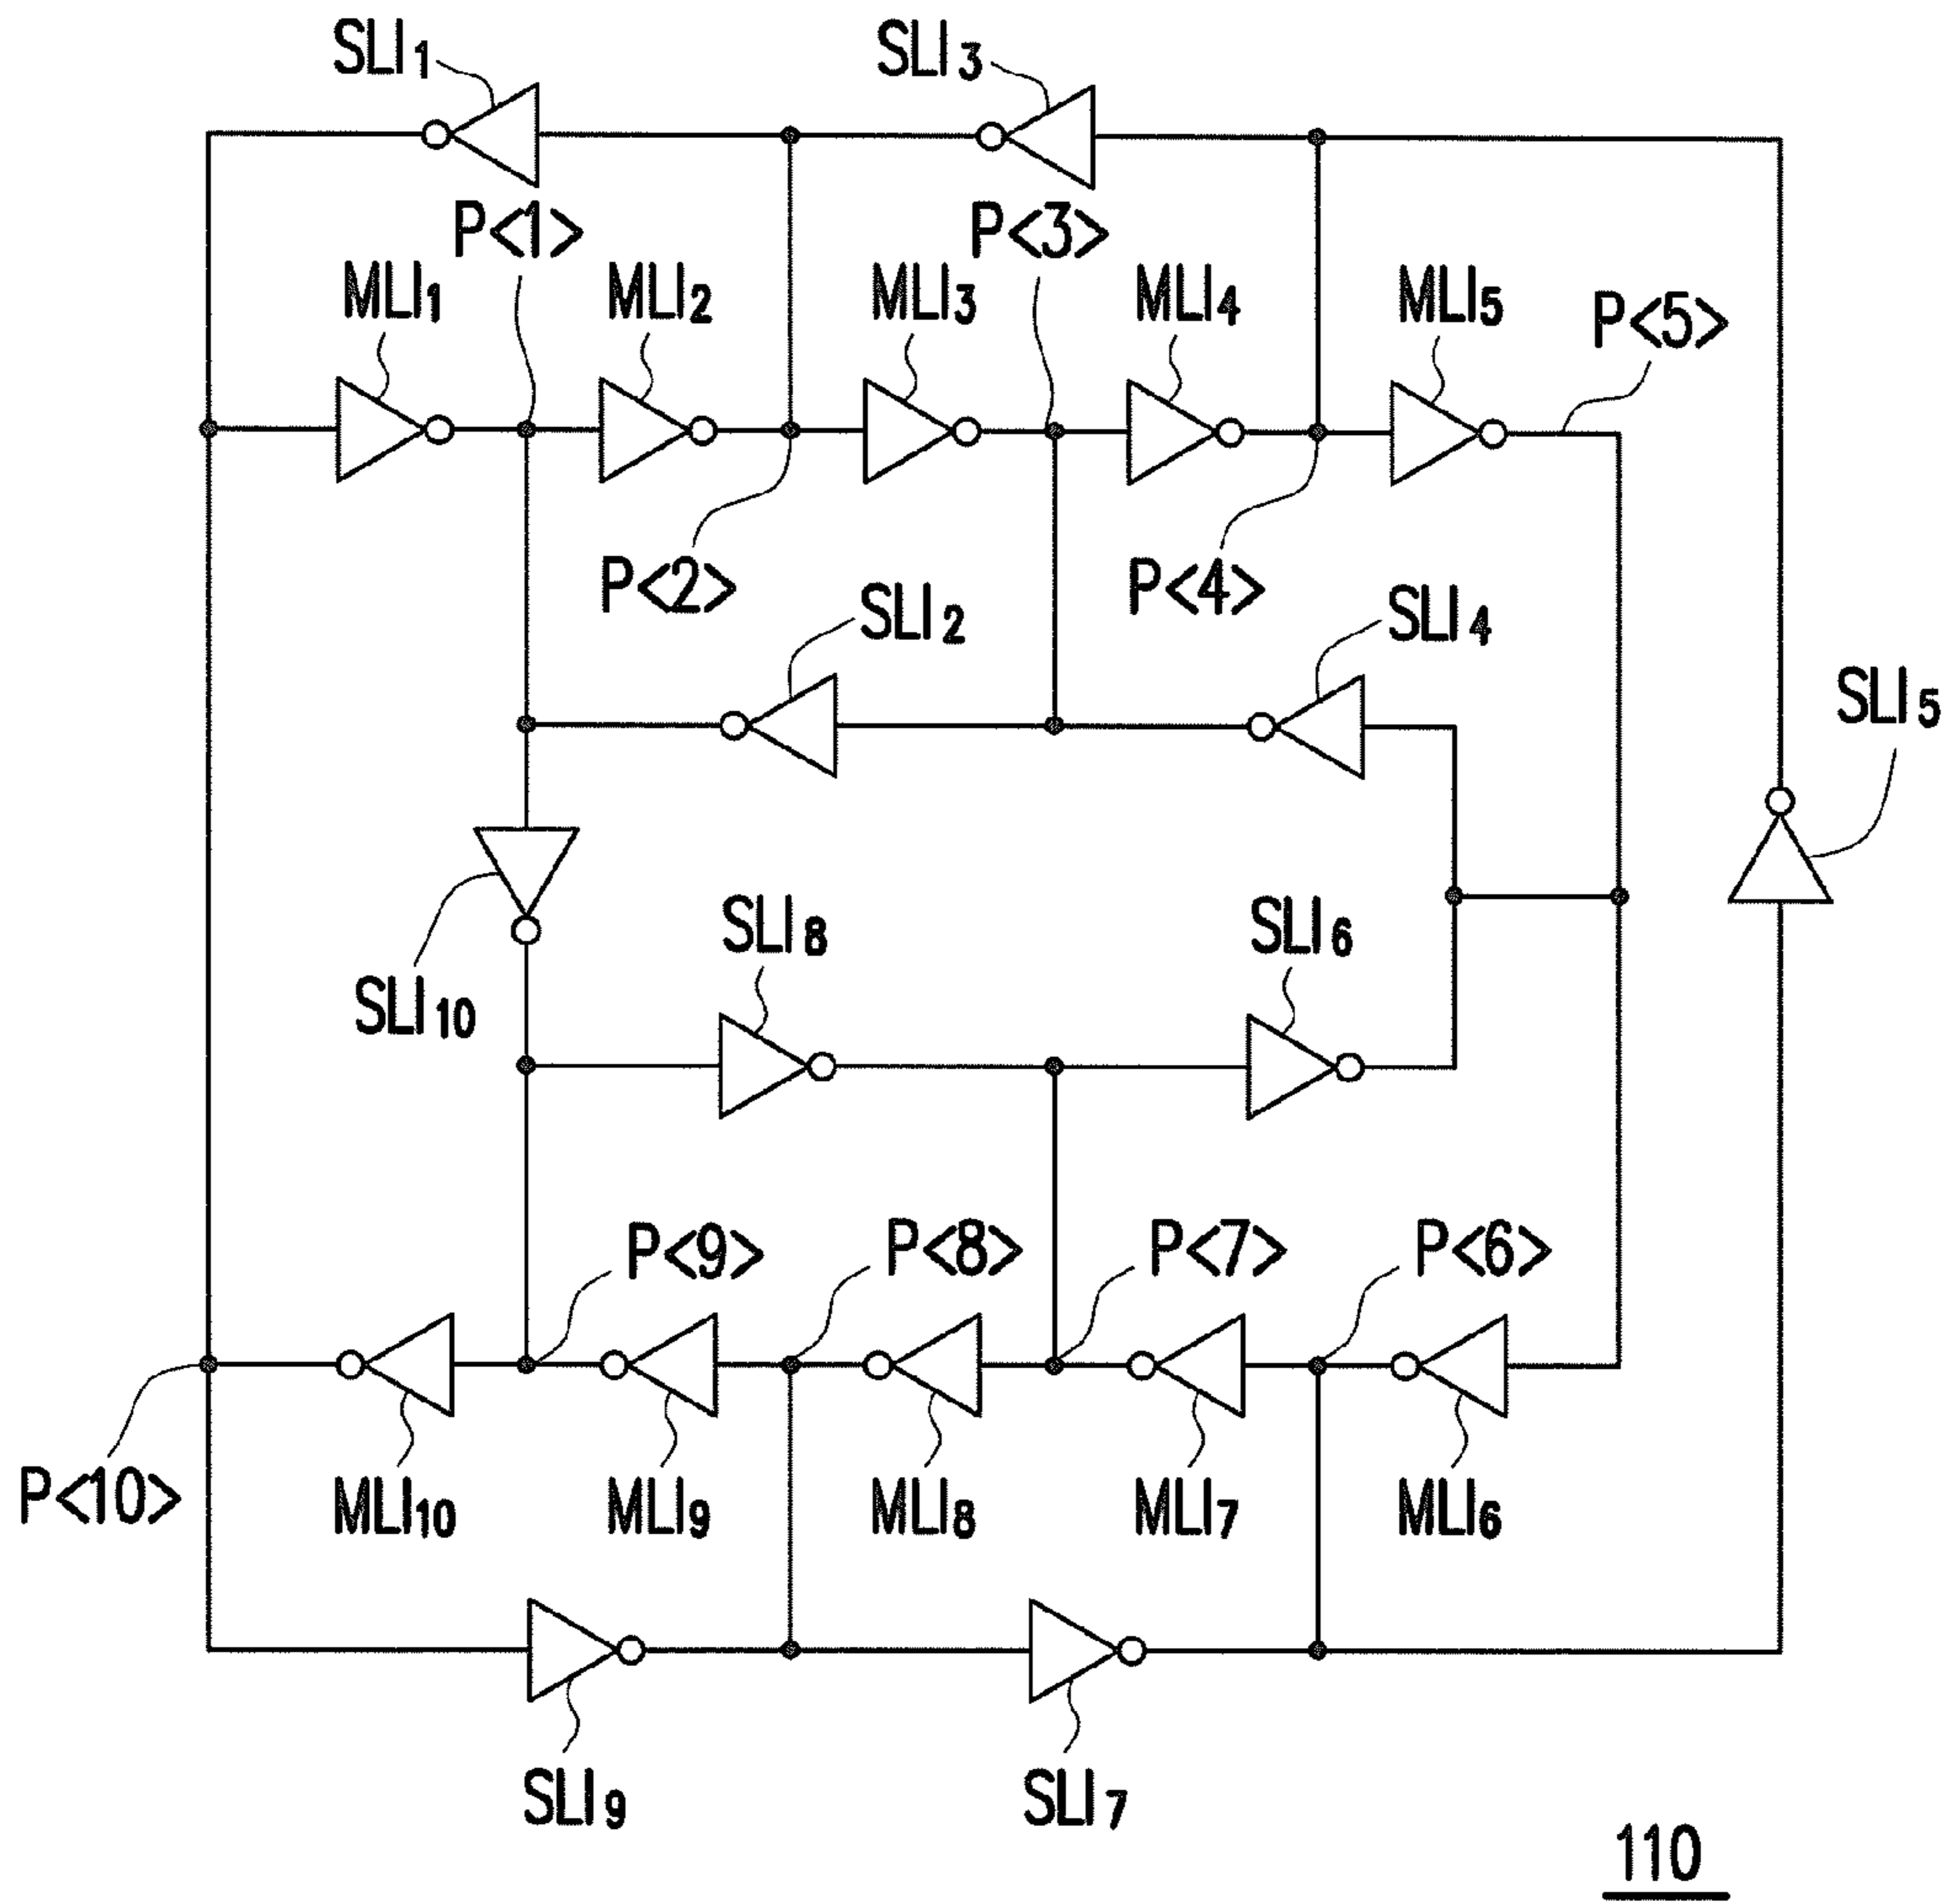 SLI1
SLI3
P<1>
P<3>
MLI1
MLI2
MLI3
MLI4
MLI5
P<5>
P<2>
P<4>
SLI2
SLI4
SLI5
SLI8
SLI6
SLI10
P<9>
P<8>
P<7>
P<6>
P<10>
MLI10
MLI9
MLI8
MLI7
MLI6
SLI9
SLI7
110